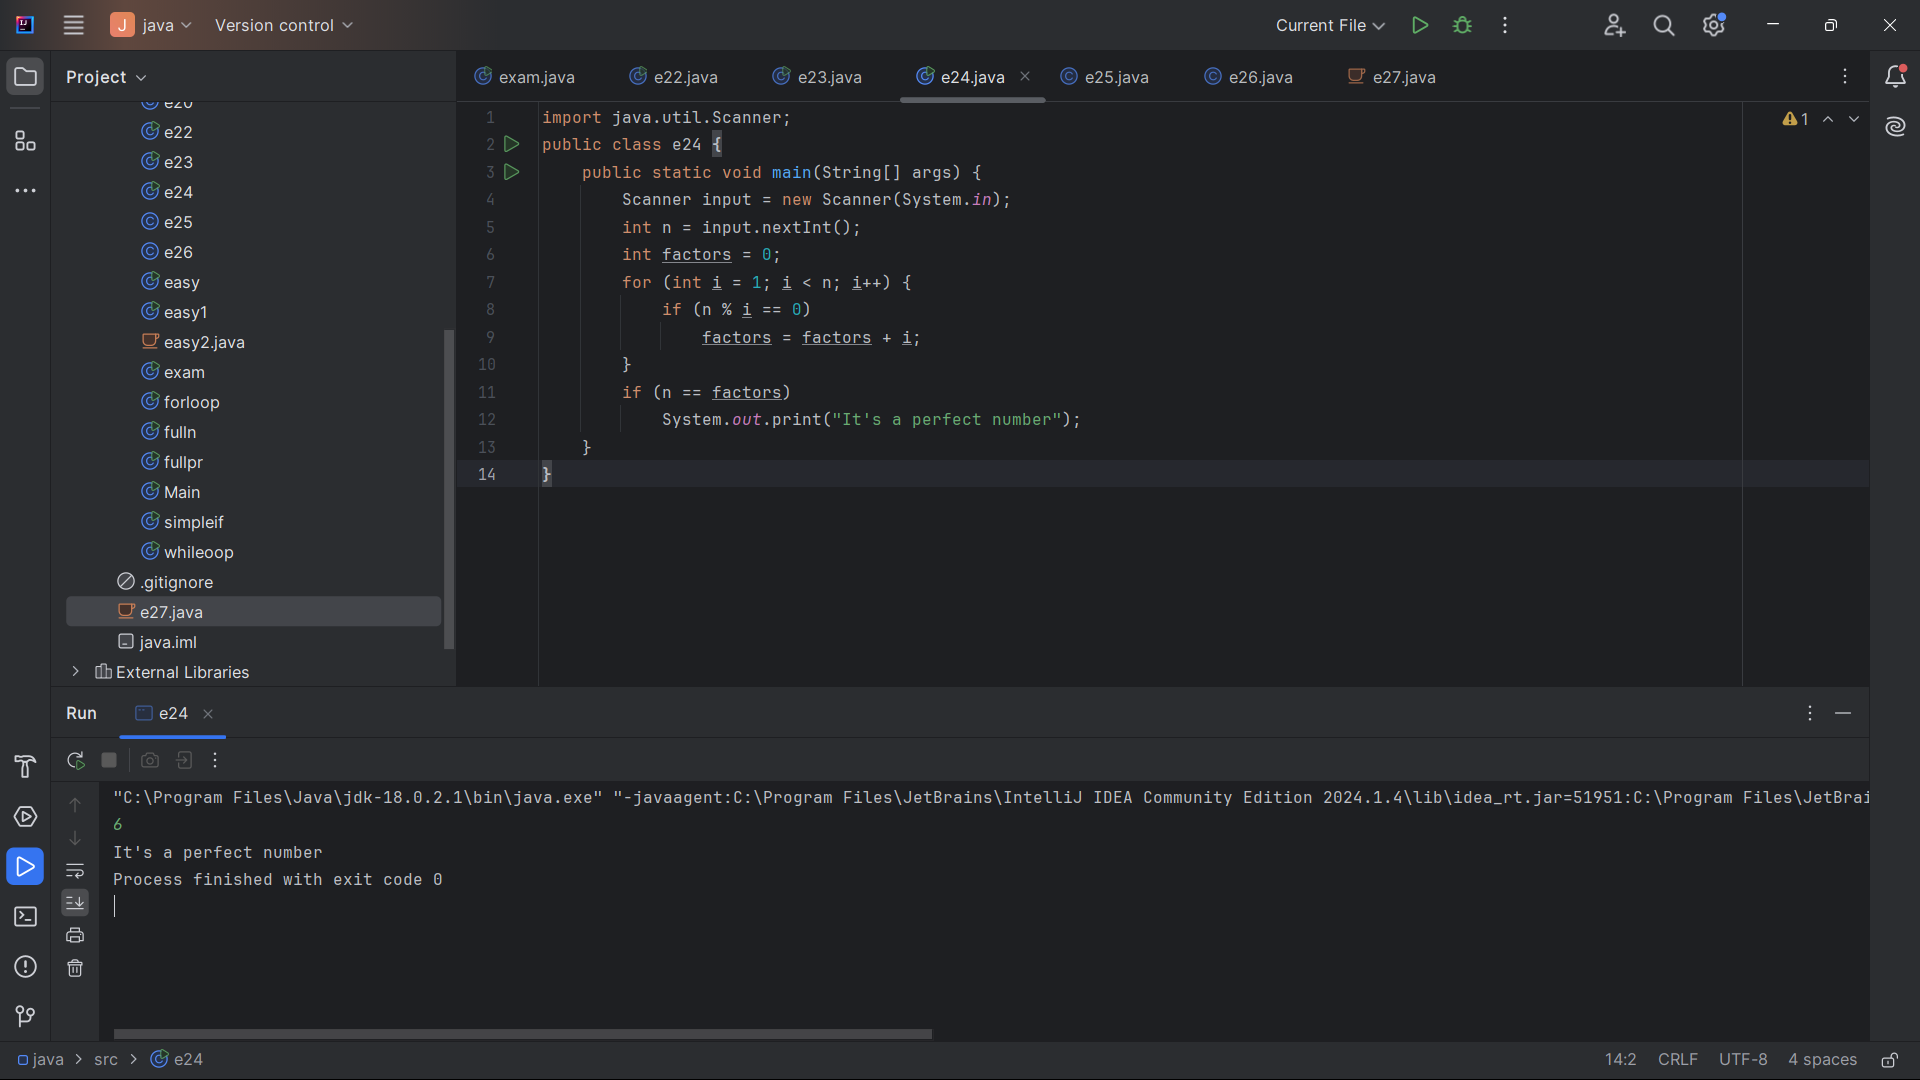 J java Version control Current File
Project
exam.java e22.java e23.java e24.java e25.java e26.java e27.java
e20
e22
e23
e24
e25
e26
easy
easy1
easy2.java
exam
forloop
fulln
fullpr
Main
simpleif
whileoop
.gitignore
e27.java
java.iml
External Libraries
1 import java.util.Scanner;
2 public class e24 {
3 public static void main(String[] args) {
4 Scanner input = new Scanner(System.in);
5 int n = input.nextInt();
6 int factors = 0;
7 for (int i = 1; i < n; i++) {
8 if (n % i == 0)
9 factors = factors + i;
10 }
11 if (n == factors)
12 System.out.print("It's a perfect number");
13 }
14 }
1
Run e24
"C:\Program Files\Java\jdk-18.0.2.1\bin\java.exe" "-javaagent:C:\Program Files\JetBrains\IntelliJ IDEA Community Edition 2024.1.4\lib\idea_rt.jar=51951:C:\Program Files\JetBrai
6
It's a perfect number
Process finished with exit code 0
java > src > e24 14:2 CRLF UTF-8 4 spaces